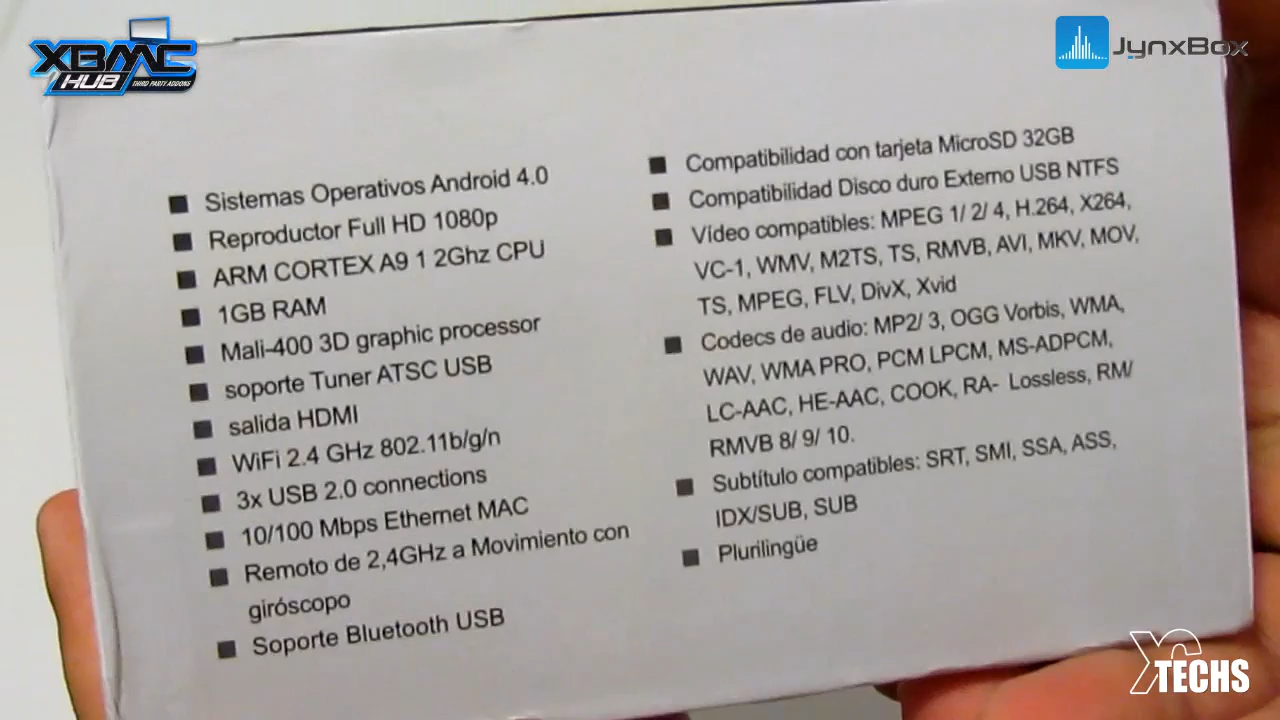 XBMC
HUB THIRD PARTY ADDONS
JynxBox
Sistemas Operativos Android 4.0
Reproductor Full HD 1080p
ARM CORTEX A9 1 2Ghz CPU
1GB RAM
Mali-400 3D graphic processor
soporte Tuner ATSC USB
salida HDMI
WiFi 2.4 GHz 802.11b/g/n
3x USB 2.0 connections
10/100 Mbps Ethernet MAC
Remoto de 2,4GHz a Movimiento con
giróscopo
Soporte Bluetooth USB
Compatibilidad con tarjeta MicroSD 32GB
Compatibilidad Disco duro Externo USB NTFS
Vídeo compatibles: MPEG 1/ 2/ 4, H.264, X264,
VC-1, WMV, M2TS, TS, RMVB, AVI, MKV, MOV,
TS, MPEG, FLV, DivX, Xvid
Codecs de audio: MP2/ 3, OGG Vorbis, WMA,
WAV, WMA PRO, PCM LPCM, MS-ADPCM,
LC-AAC, HE-AAC, COOK, RA- Lossless, RM/
RMVB 8/ 9/ 10.
Subtítulo compatibles: SRT, SMI, SSA, ASS,
IDX/SUB, SUB
Plurilingüe
TECHS